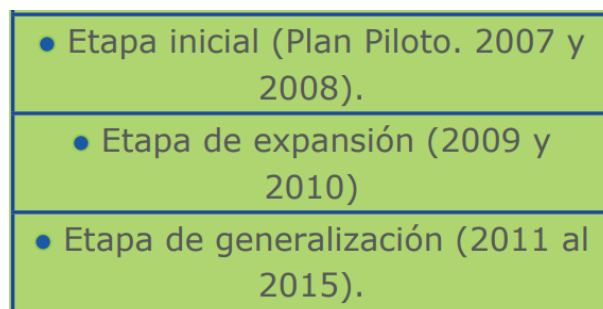 • Etapa inicial (Plan Piloto. 2007 y
2008).
• Etapa de expansión (2009 y
2010)
• Etapa de generalización (2011 al
2015).